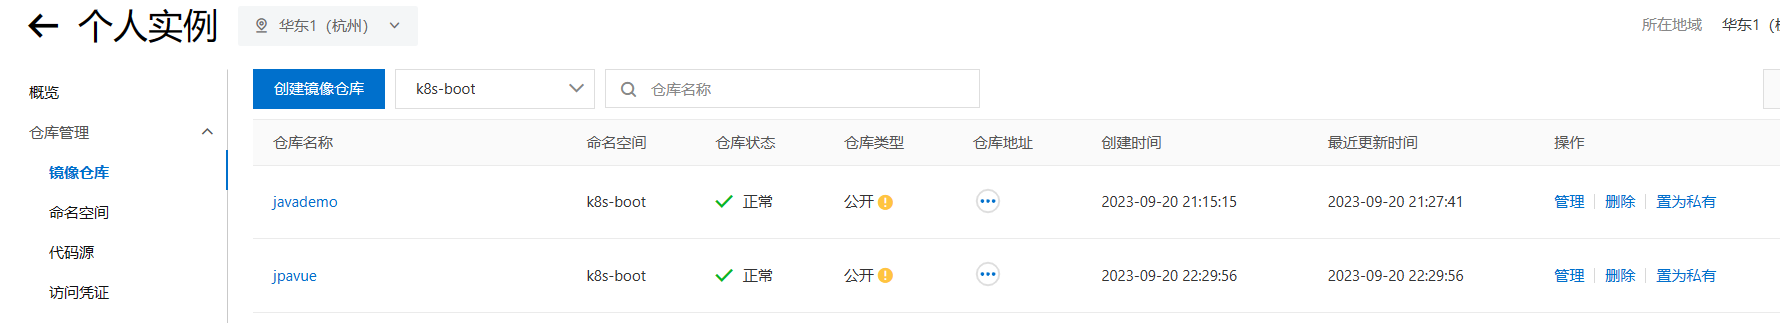 个人实例 华东1（杭州） 所在地域 华东1
概览
仓库管理
镜像仓库
命名空间
代码源
访问凭证
创建镜像仓库 k8s-boot 仓库名称
仓库名称 命名空间 仓库状态 仓库类型 仓库地址 创建时间 最近更新时间 操作
javademo k8s-boot 正常 公开 2023-09-20 21:15:15 2023-09-20 21:27:41 管理 删除 置为私有
jpavue k8s-boot 正常 公开 2023-09-20 22:29:56 2023-09-20 22:29:56 管理 删除 置为私有